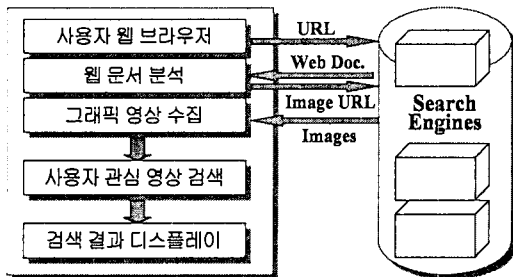 사용자 웹 브라우저
웹 문서 분석
그래픽 영상 수집
사용자 관심 영상 검색
검색 결과 디스플레이
URL
Web Doc.
Image URL
Images
Search
Engines